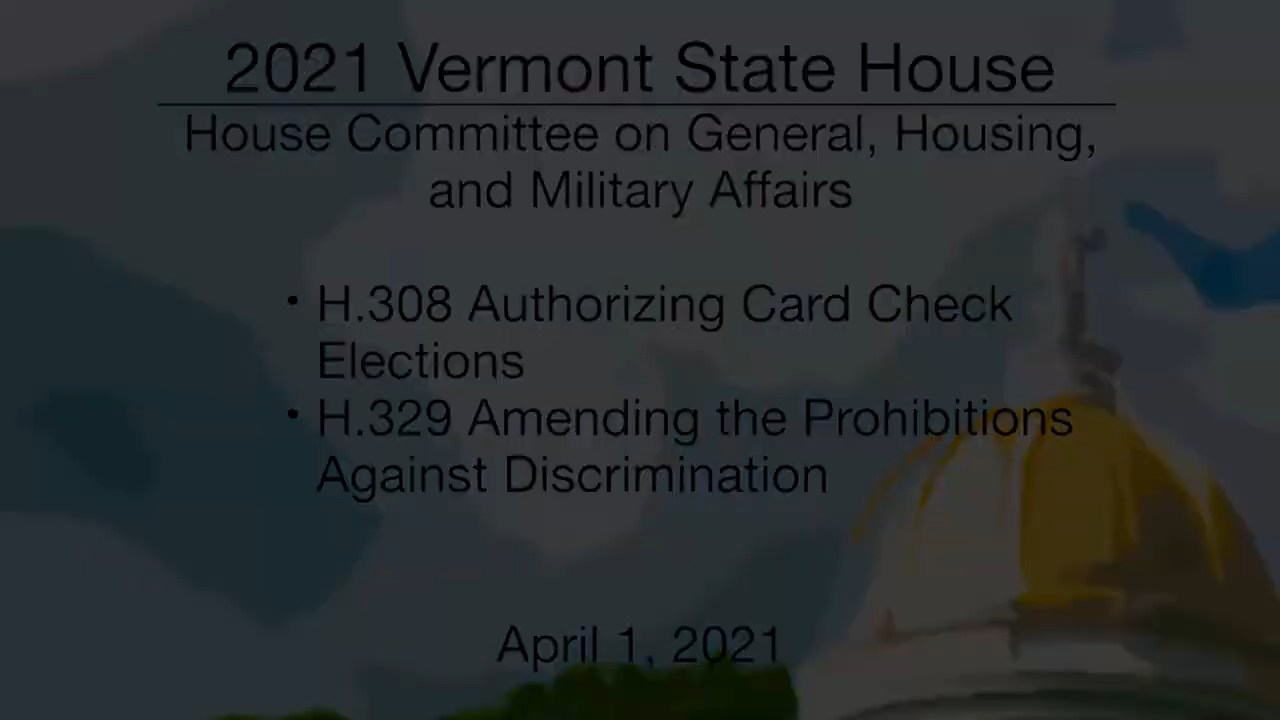 2021 Vermont State House
House Committee on General, Housing,
and Military Affairs
• H.308 Authorizing Card Check
Elections
• H.329 Amending the Prohibitions
Against Discrimination
April 1, 2021